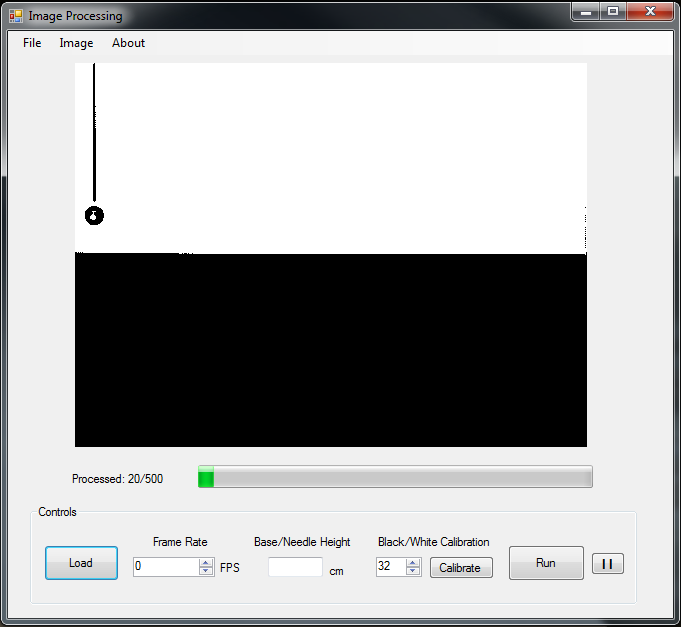 Image Processing
File Image About
Processed: 20/500
Controls
Frame Rate Base/Needle Height Black/White Calibration
Load 0 FPS cm 32 Calibrate Run